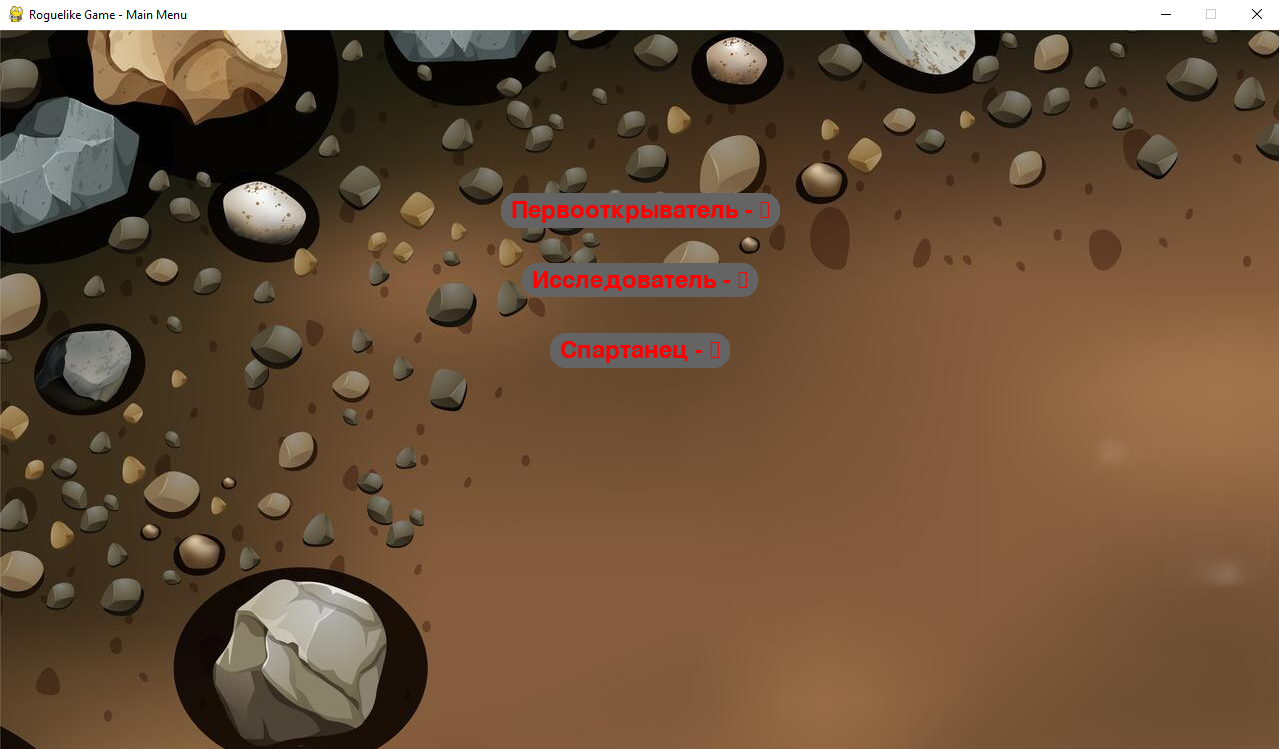 Roguelike Game - Main Menu
Первооткрыватель - 
Исследователь - 
Спартанец -